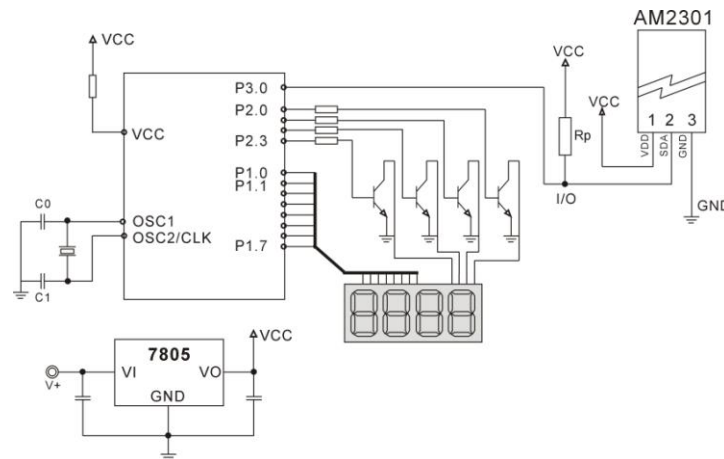 AM2301
VCC
VCC
VCC
P3.0
P2.0
P2.3
P1.0
P1.1
P1.7
VCC
OSC1
OSC2/CLK
C0
C1
Rp
1 2 3
VDD
SDA
GND
I/O
GND
7805
VI
VO
GND
V+
VCC